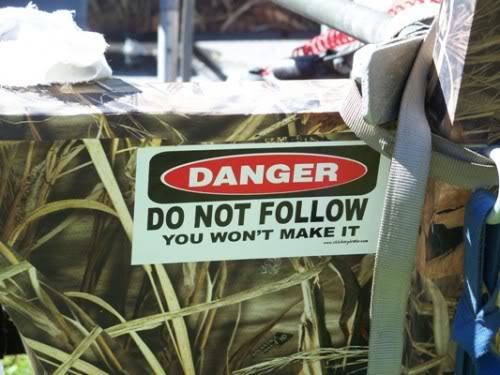 DANGER
DO NOT FOLLOW
YOU WON'T MAKE IT